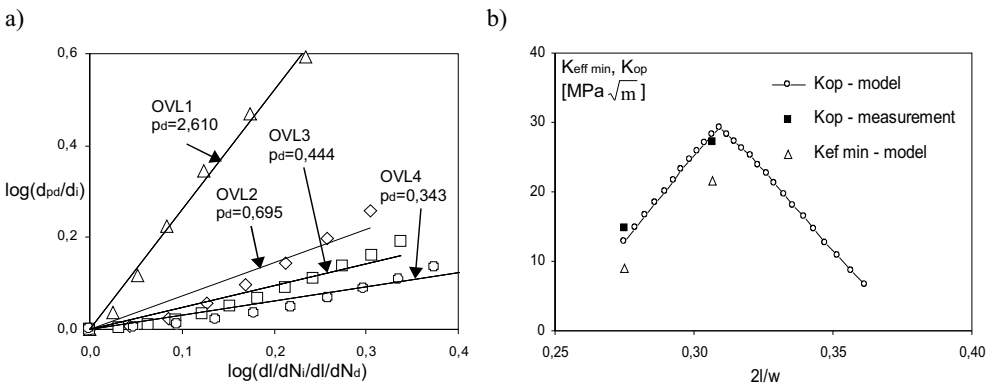 a)
0,6
0,4
0,2
0,0
log(dpd/di)
OVL1
pd=2,610
OVL3
pd=0,444
OVL2
pd=0,695
OVL4
pd=0,343
0,0
0,1
0,2
0,3
0,4
log(dl/dNi/dl/dNd)
b)
40
30
20
10
0
Keff min, Kop
[MPa √m ]
Kop - model
Kop - measurement
Kef min - model
0,25
0,30
0,35
0,40
2l/w